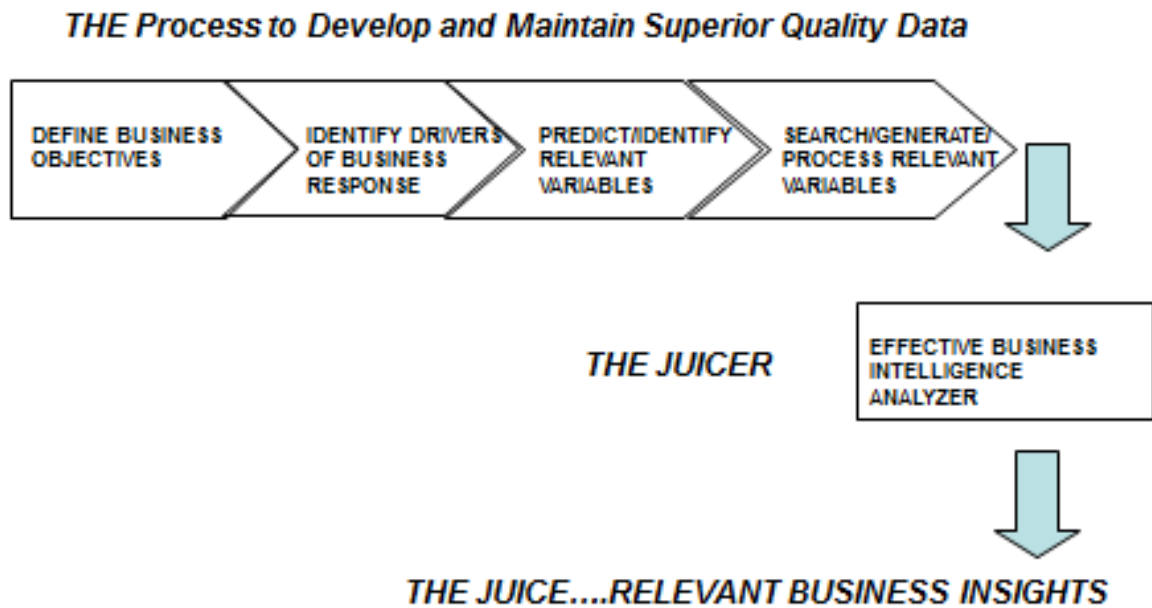 THE Process to Develop and Maintain Superior Quality Data
DEFINE BUSINESS
OBJECTIVES
IDENTIFY DRIVERS
OF BUSINESS
RESPONSE
PREDICT/IDENTIFY
RELEVANT
VARIABLES
SEARCH/GENERATE/
PROCESS RELEVANT
VARIABLES
THE JUICER
EFFECTIVE BUSINESS
INTELLIGENCE
ANALYZER
THE JUICE....RELEVANT BUSINESS INSIGHTS